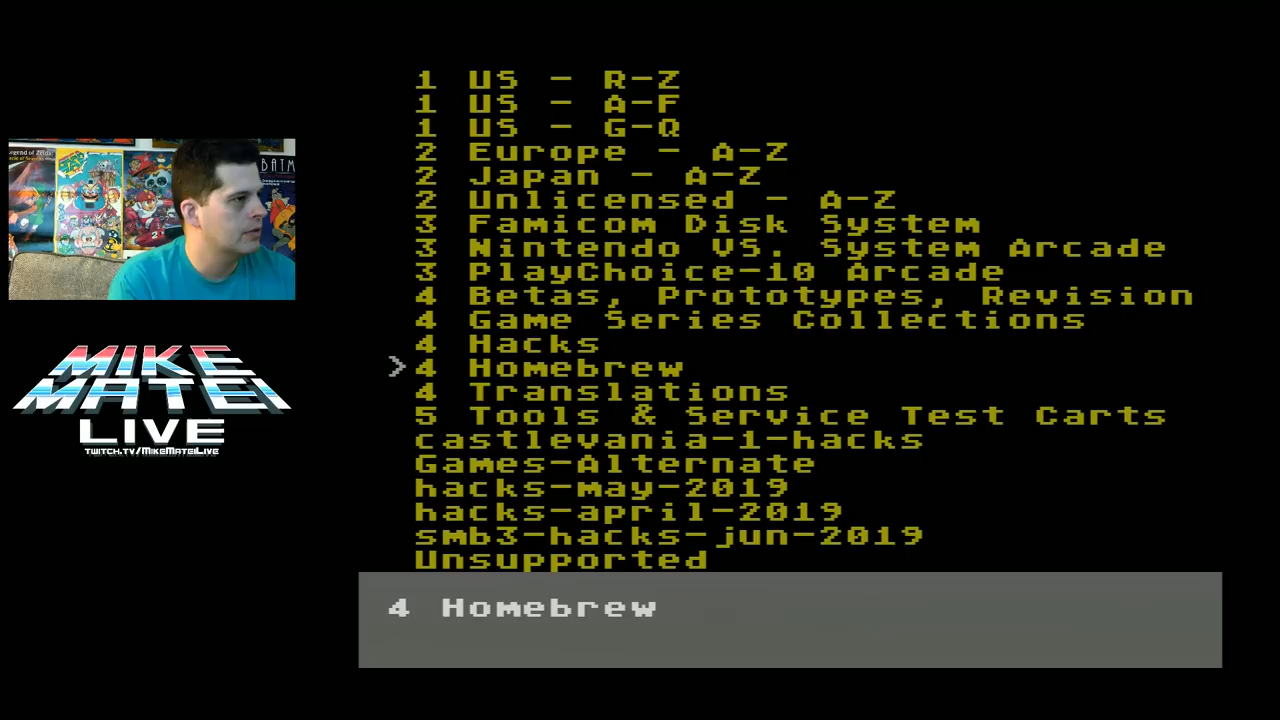 1 US - R-Z
1 US - A-F
1 US - G-Q
2 Europe - A-Z
2 Japan - A-Z
2 Unlicensed - A-Z
3 Famicom Disk System
3 Nintendo VS. System Arcade
3 PlayChoice-10 Arcade
4 Betas, Prototypes, Revision
4 Game Series Collections
4 Hacks
>4 Homebrew
4 Translations
5 Tools & Service Test Carts
castlevania-1-hacks
Games-Alternate
hacks-may-2019
hacks-april-2019
smb3-hacks-jun-2019
Unsupported
4 Homebrew
MIKE
MATEI
LIVE
TWITCH.TV/MIKEMATEILIVE
BATM